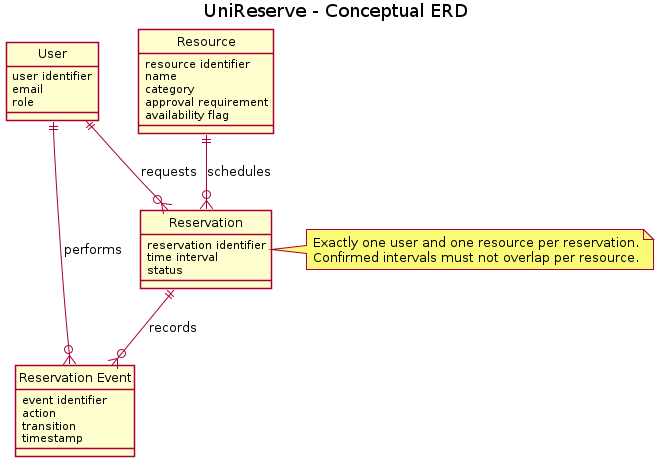 UniReserve - Conceptual ERD
User
user identifier
email
role
Resource
resource identifier
name
category
approval requirement
availability flag
requests
schedules
Reservation
reservation identifier
time interval
status
Exactly one user and one resource per reservation.
Confirmed intervals must not overlap per resource.
performs
records
Reservation Event
event identifier
action
transition
timestamp